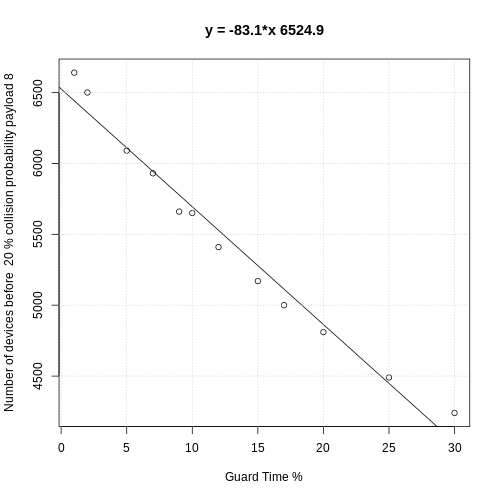 y = -83.1*x 6524.9
Number of devices before  20 % collision probability payload 8
6500
6000
5500
5000
4500
0 5 10 15 20 25 30
Guard Time %